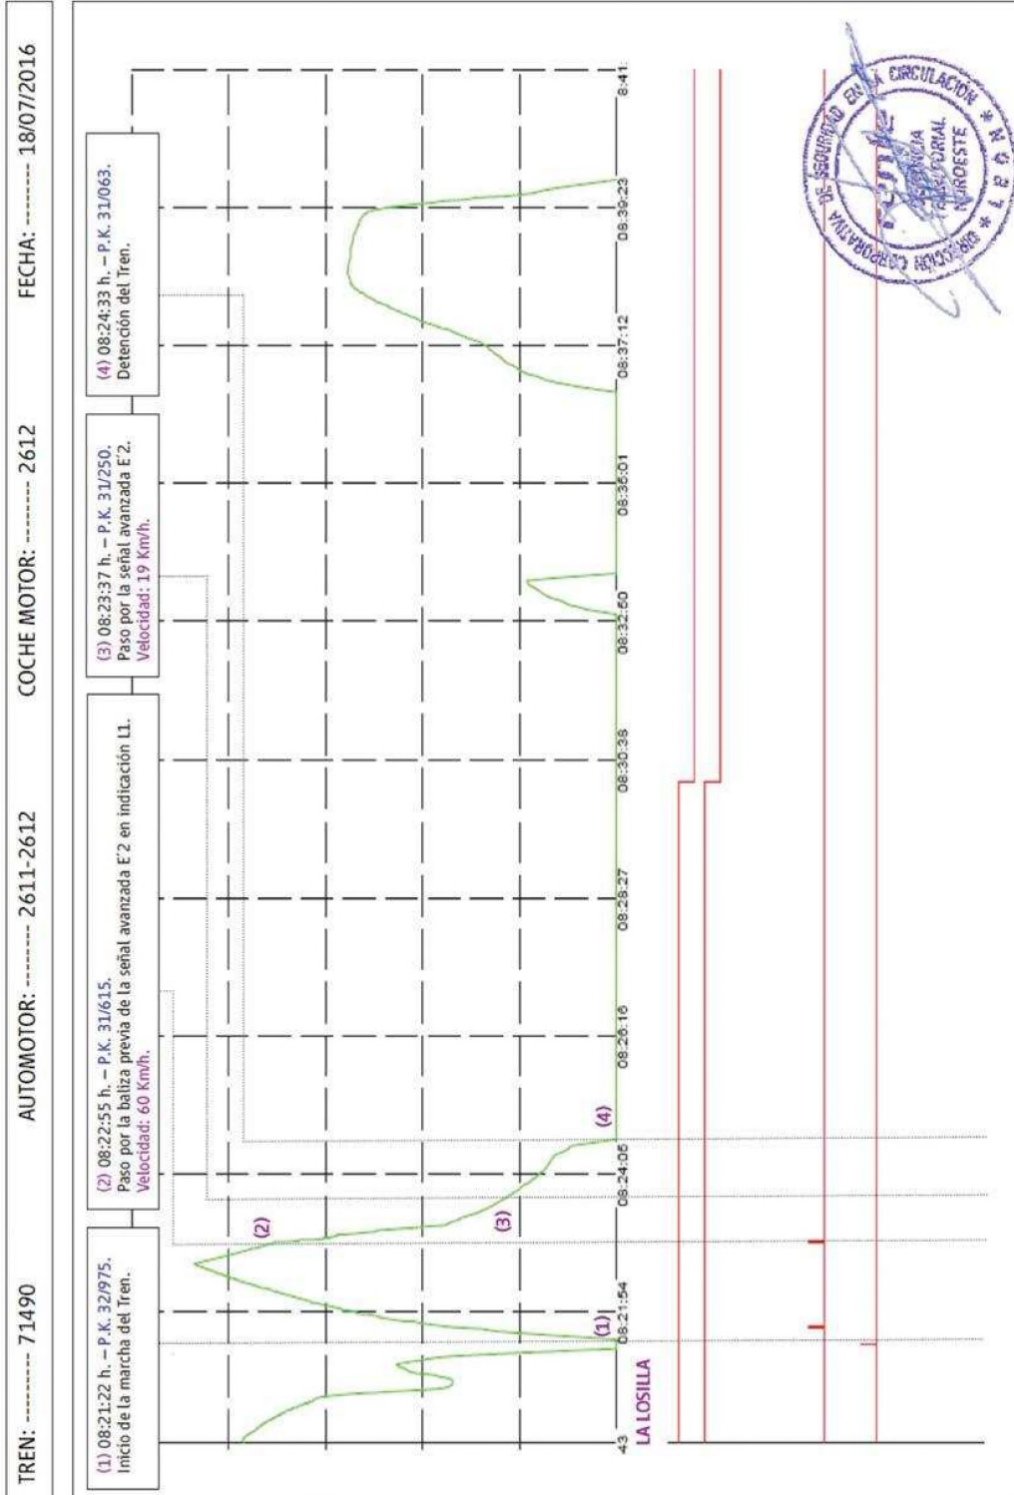 TREN: -------- 71490 AUTOMOTOR: -------- 2611-2612 COCHE MOTOR: -------- 2612 FECHA: -------- 18/07/2016
(1) 08:21:22 h. – P.K. 32/975.
Inicio de la marcha del Tren.
(2) 08:22:55 h. – P.K. 31/615.
Paso por la baliza previa de la señal avanzada E'2 en indicación L1.
Velocidad: 60 Km/h.
(3) 08:23:37 h. – P.K. 31/250.
Paso por la señal avanzada E'2.
Velocidad: 19 Km/h.
(4) 08:24:33 h. – P.K. 31/063.
Detención del Tren.
(2)
(3)
(1)
(4)
:43 08:21:54 08:24:05 08:26:16 08:28:27 08:30:38 08:32:50 08:35:01 08:37:12 08:39:23 8:41:
LA LOSILLA
DIRECCIÓN CORPORATIVA DE SEGURIDAD EN LA CIRCULACIÓN
GERENCIA
TERRITORIAL
NOROESTE